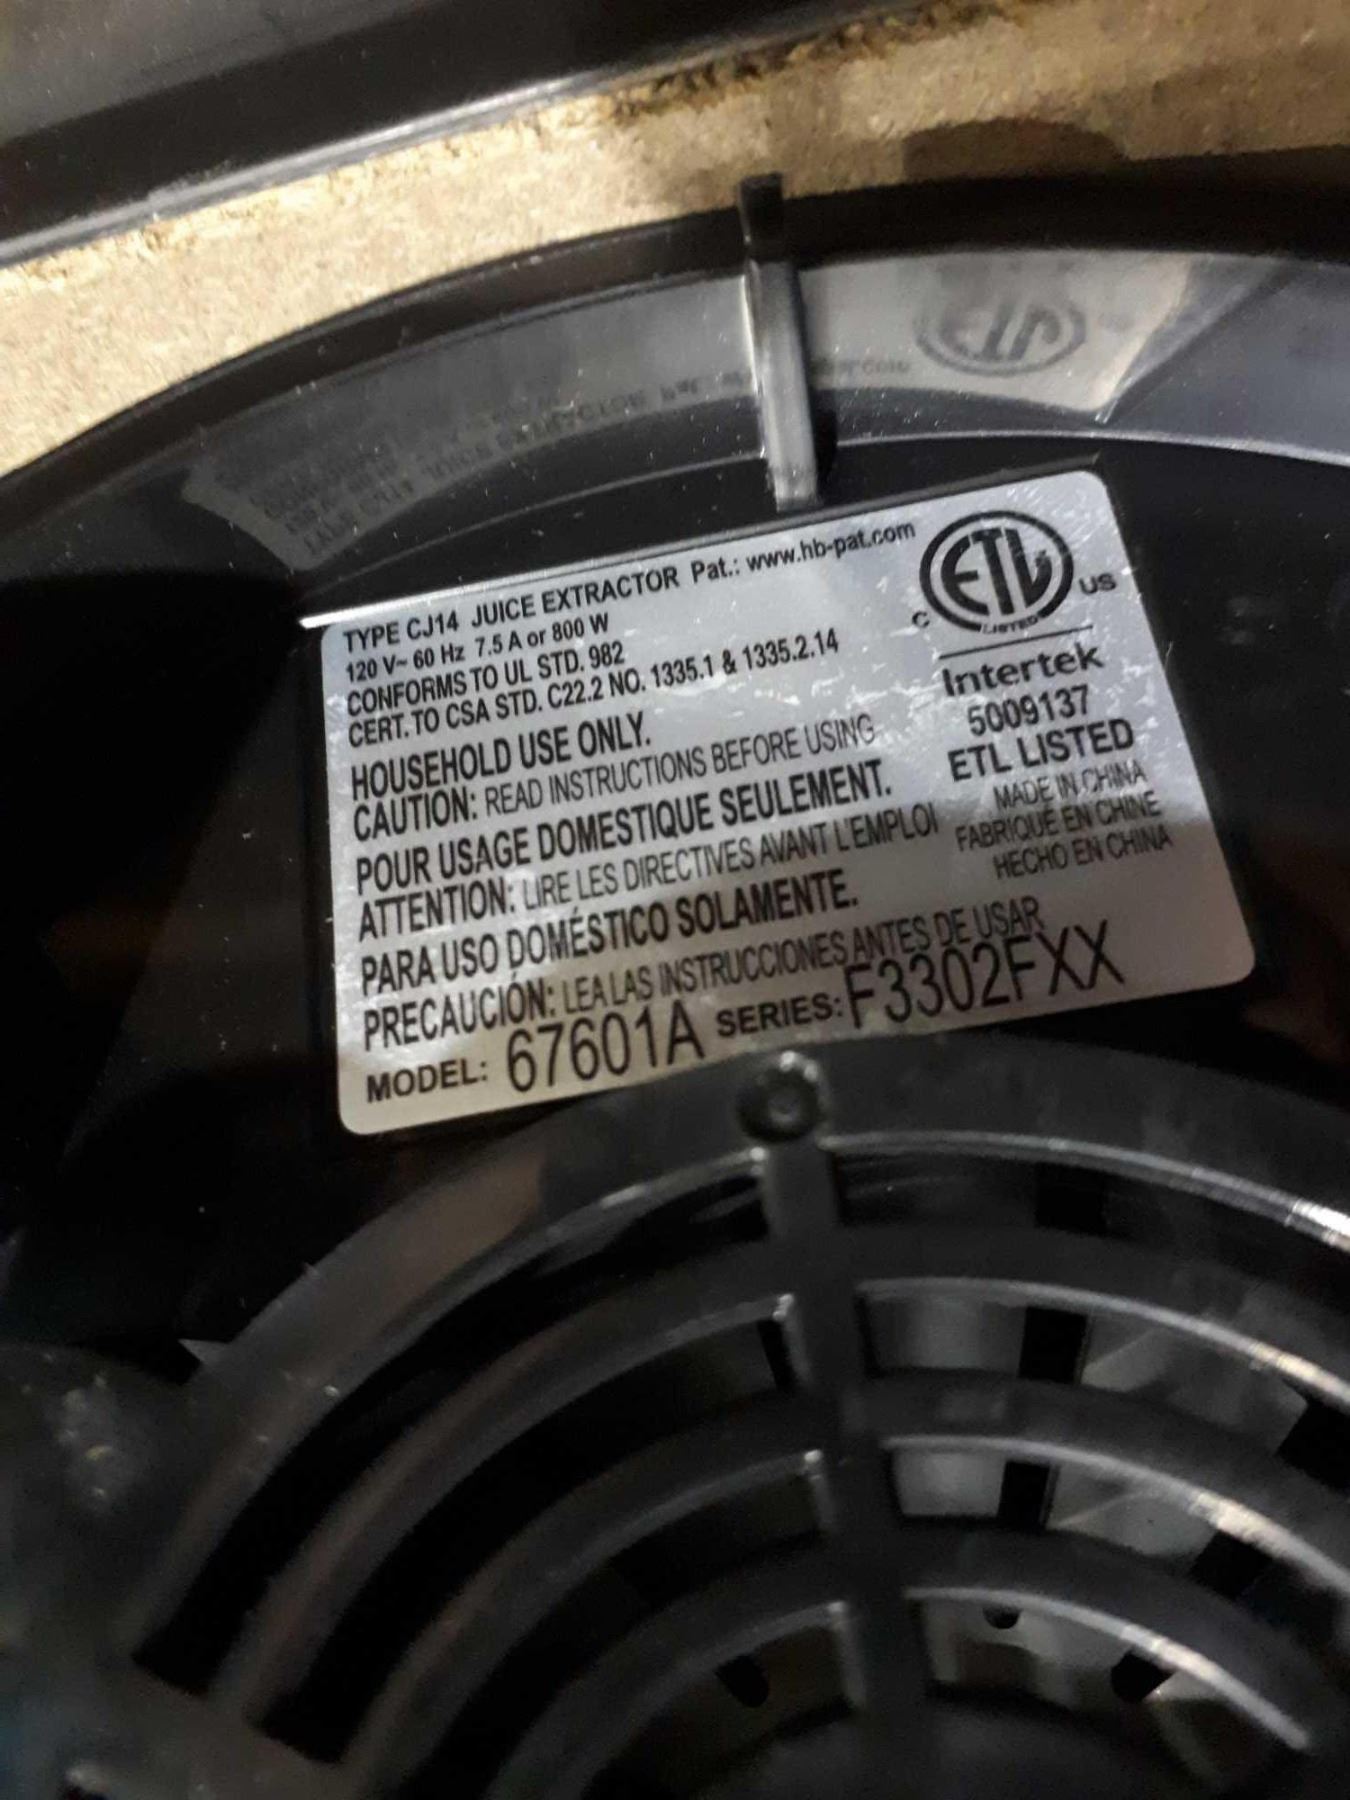 TYPE CJ14 JUICE EXTRACTOR Pat.: www.hb-pat.com
120 V~ 60 Hz 7.5 A or 800 W
CONFORMS TO UL STD. 982
CERT. TO CSA STD. C22.2 NO. 1335.1 & 1335.2.14
HOUSEHOLD USE ONLY.
CAUTION: READ INSTRUCTIONS BEFORE USING
POUR USAGE DOMESTIQUE SEULEMENT.
ATTENTION: LIRE LES DIRECTIVES AVANT L'EMPLOI
PARA USO DOMÉSTICO SOLAMENTE.
PRECAUCIÓN: LEA LAS INSTRUCCIONES ANTES DE USAR
MODEL: 67601A SERIES: F3302FXX
ETL
LISTED
C US
Intertek
5009137
ETL LISTED
MADE IN CHINA
FABRIQUÉ EN CHINE
HECHO EN CHINA